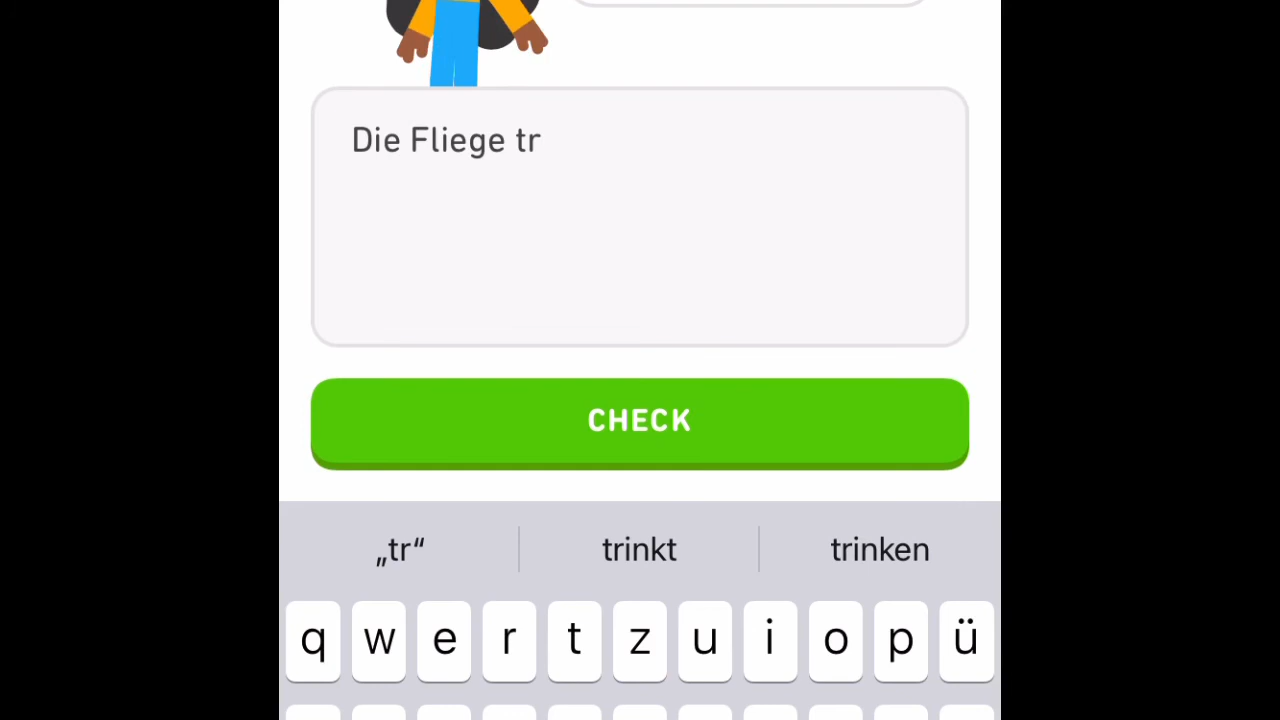 Die Fliege tr
CHECK
„tr“ trinkt trinken
q w e r t z u i o p ü